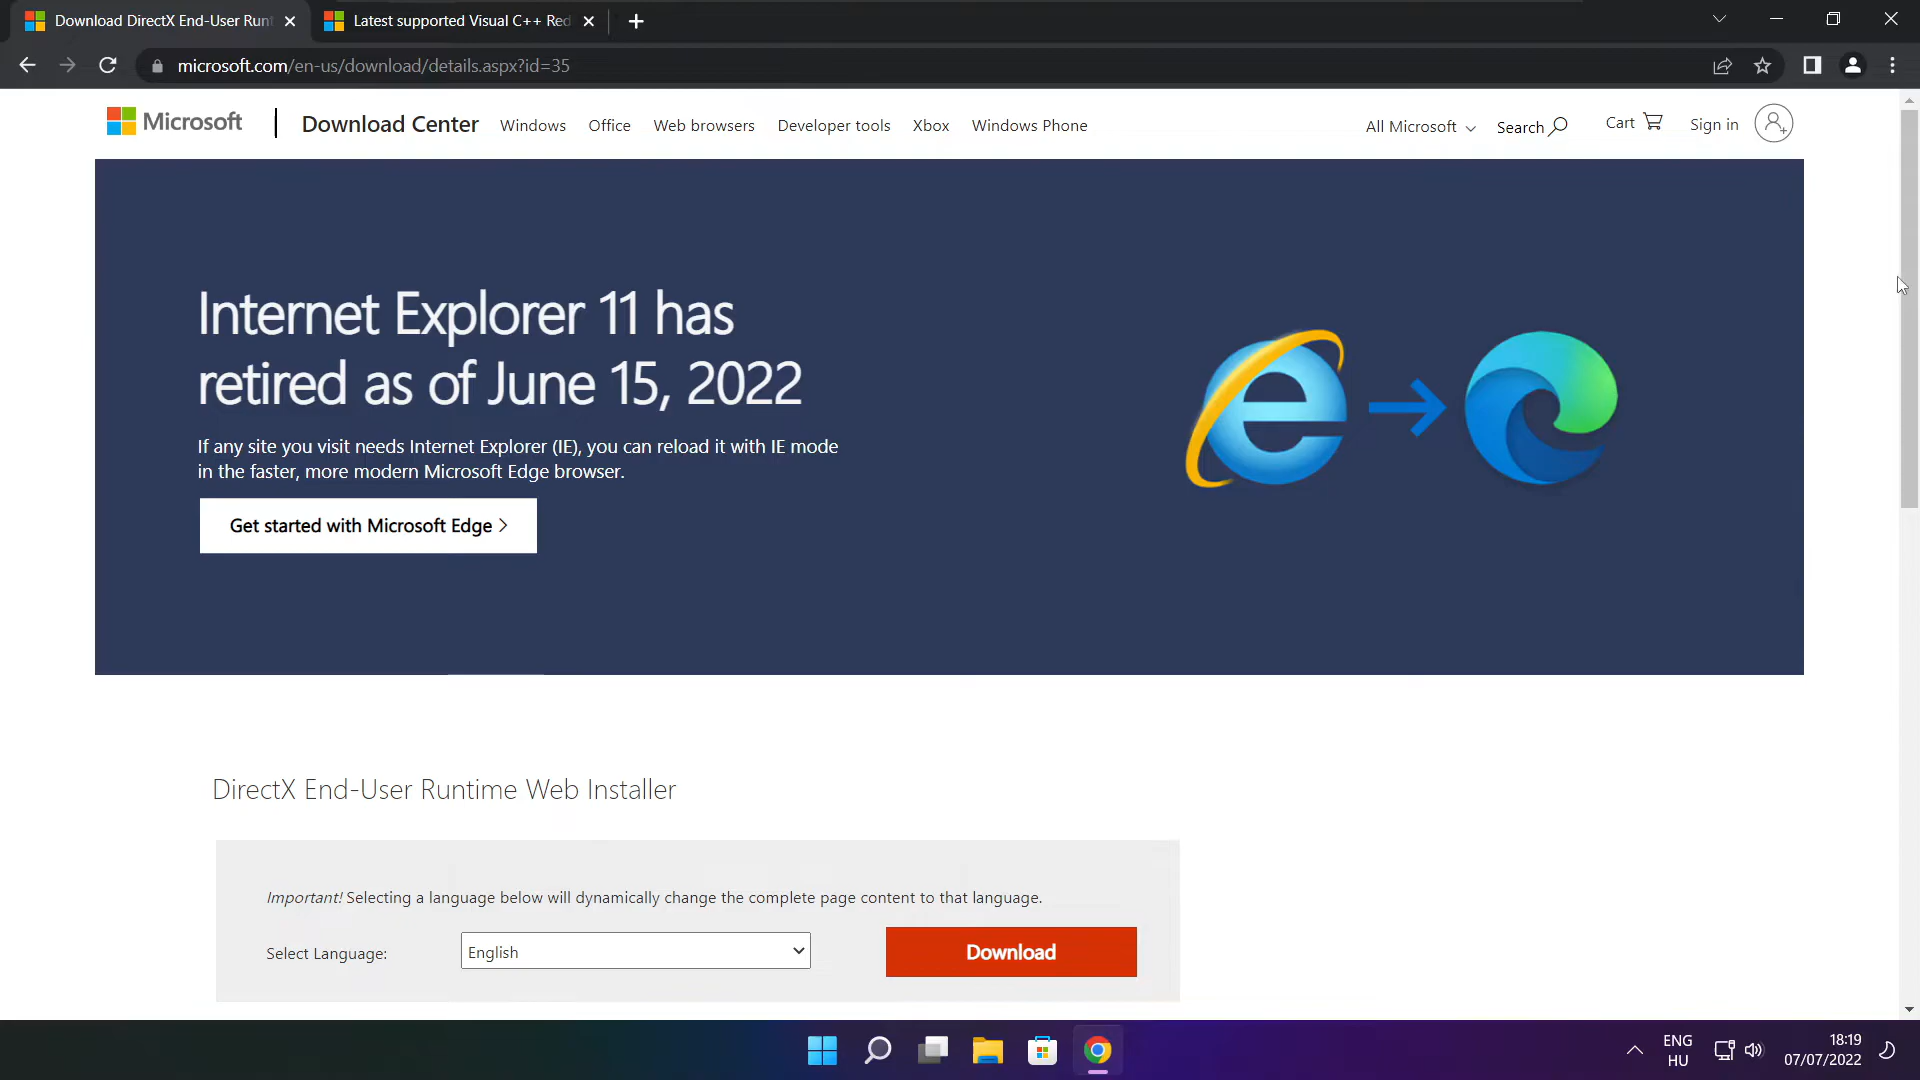 Download DirectX End-User Run
Latest supported Visual C++ Red
microsoft.com/en-us/download/details.aspx?id=35
Microsoft
Download Center
Windows
Office
Web browsers
Developer tools
Xbox
Windows Phone
All Microsoft
Search
Cart
Sign in
Internet Explorer 11 has
retired as of June 15, 2022
If any site you visit needs Internet Explorer (IE), you can reload it with IE mode
in the faster, more modern Microsoft Edge browser.
Get started with Microsoft Edge >
DirectX End-User Runtime Web Installer
Important! Selecting a language below will dynamically change the complete page content to that language.
Select Language:
English
Download
ENG
HU
18:19
07/07/2022